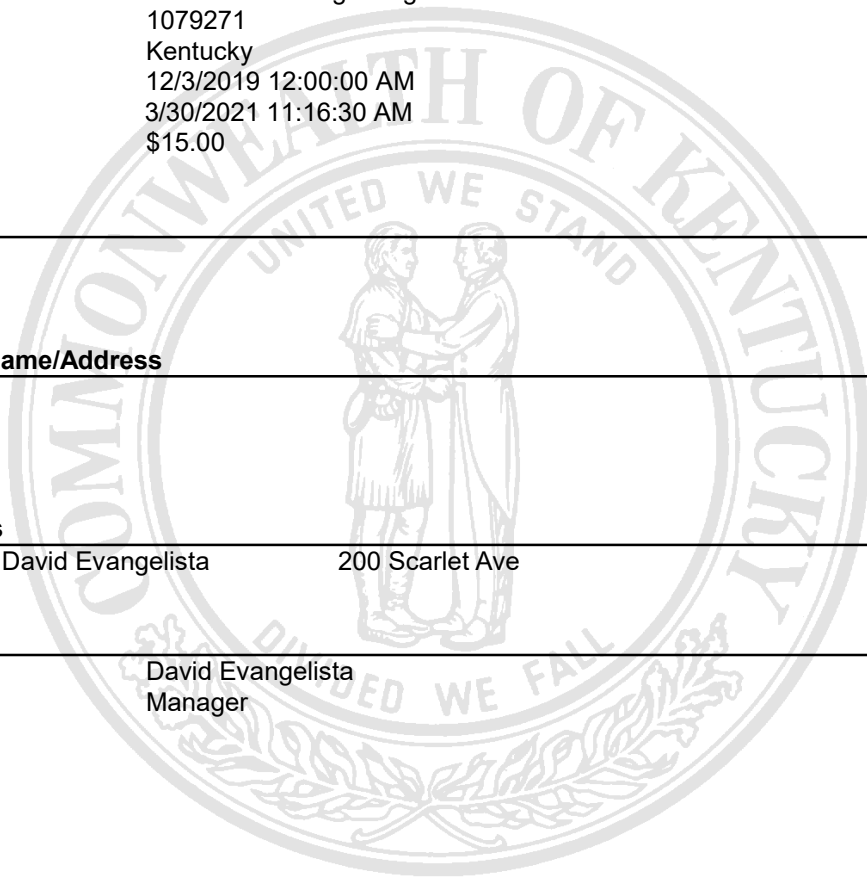 1079271
Kentucky
12/3/2019 12:00:00 AM
3/30/2021 11:16:30 AM
$15.00
COMMONWEALTH OF KENTUCKY
UNITED WE STAND
ame/Address
s
David Evangelista 200 Scarlet Ave
DIVIDED WE FALL
David Evangelista
Manager